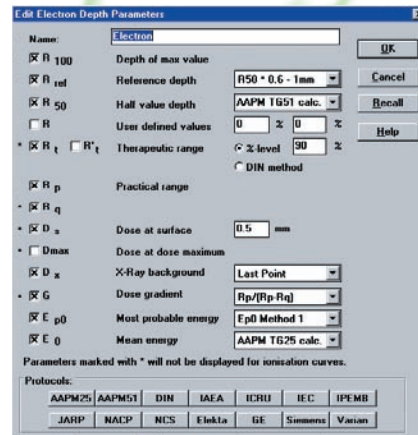 Edit Electron Depth Parameters
Name: Electron OK
R 100 Depth of max value
R ref Reference depth R50 * 0.6 - 1mm Cancel
R 50 Half value depth AAPM TG51 calc. Recall
R User defined values 0 % 0 % Help
* R t R't Therapeutic range %-level 90 %
DIN method
R p Practical range
* R q
* D s Dose at surface 0.5 mm
* Dmax Dose at dose maximum
D x X-Ray background Last Point
* G Dose gradient Rp/(Rp-Rq)
E p0 Most probable energy Ep0 Method 1
E 0 Mean energy AAPM TG25 calc.
Parameters marked with * will not be displayed for ionisation curves.
Protocols:
AAPM25 AAPM51 DIN IAEA ICRU IEC IPEMB
JARP NACP NCS Elekta GE Siemens Varian